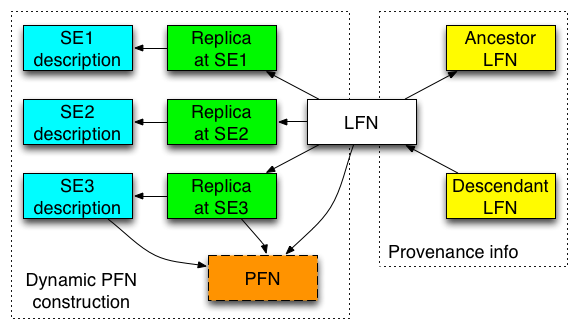 SE1
description
Replica
at SE1
Ancestor
LFN
SE2
description
Replica
at SE2
LFN
SE3
description
Replica
at SE3
Descendant
LFN
Provenance info
Dynamic PFN
construction
PFN